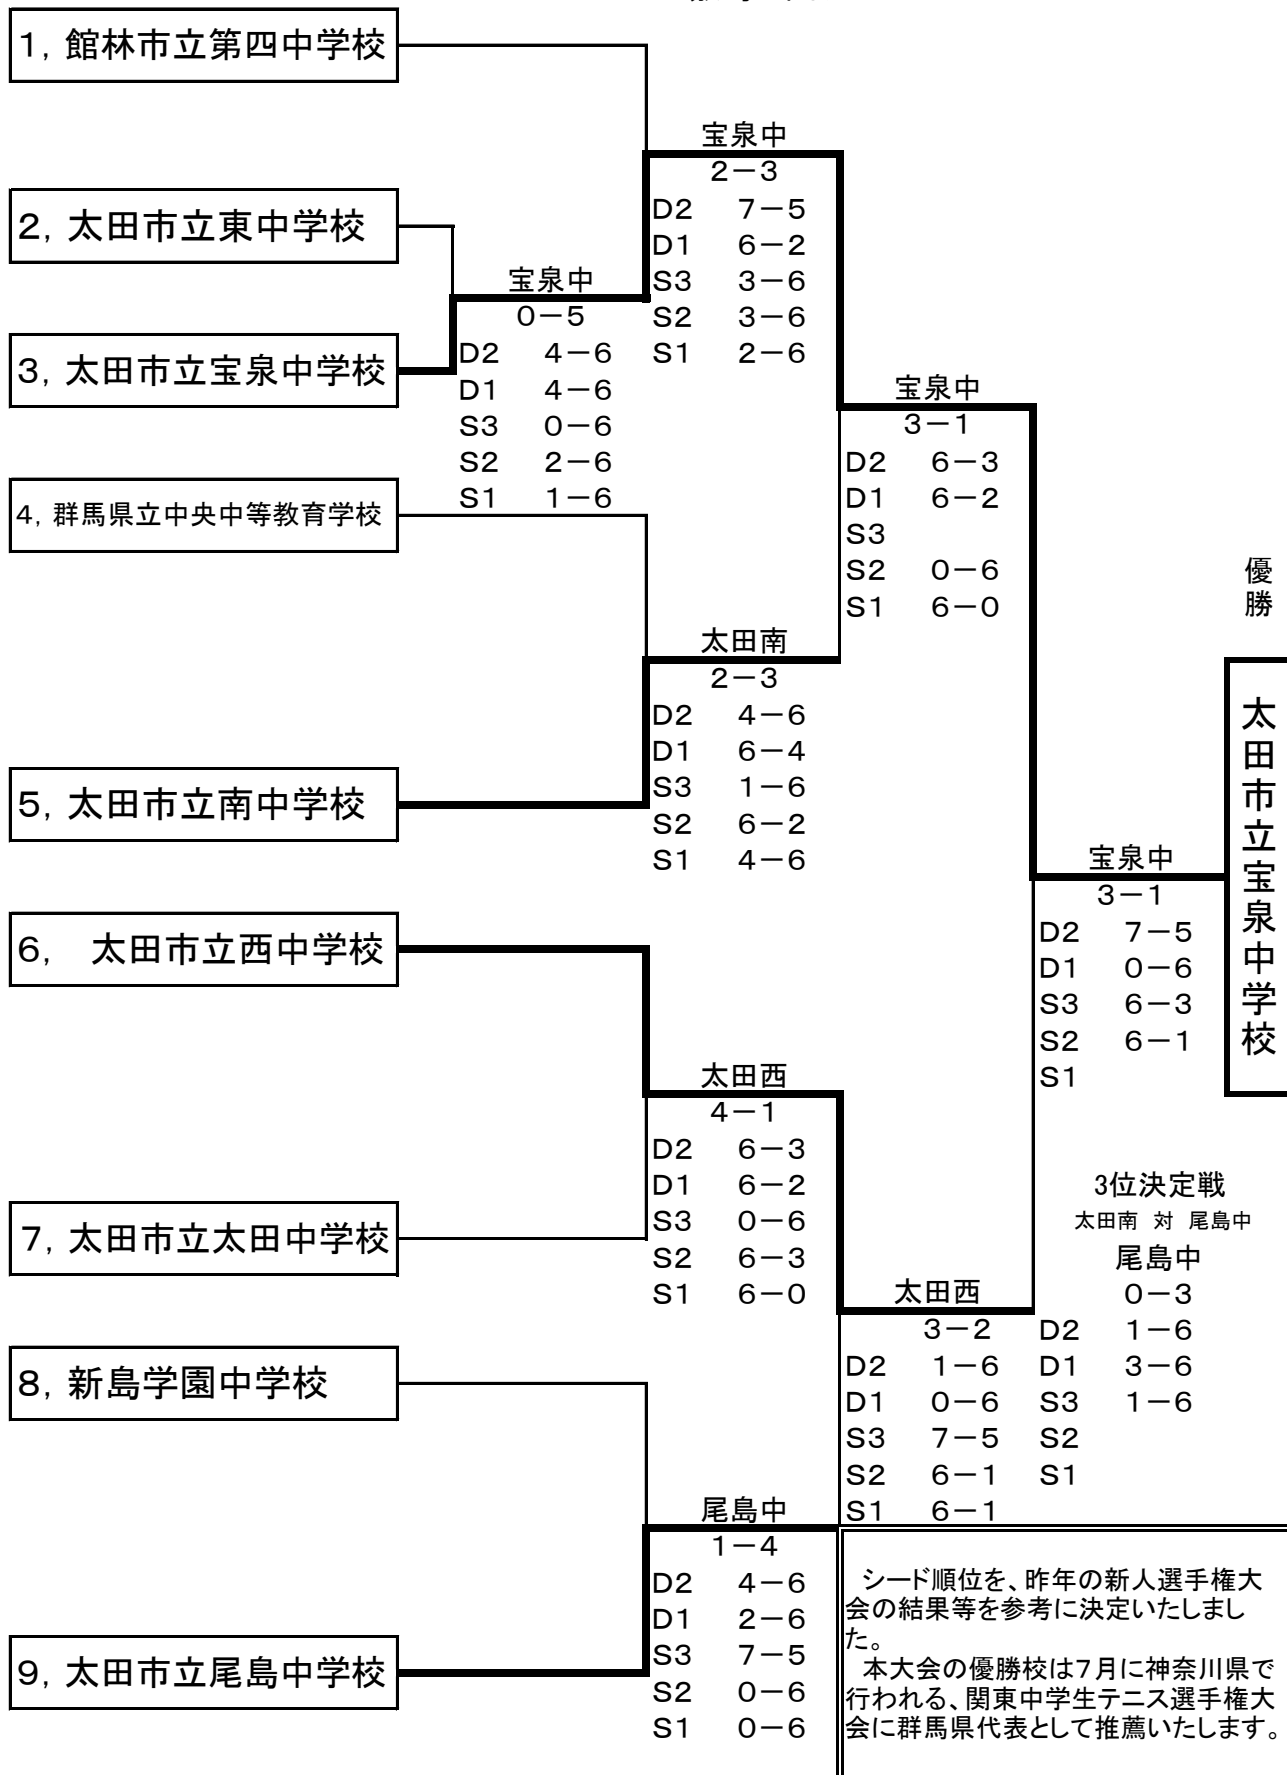 1, 館林市立第四中学校
宝泉中
2－3
D2 7－5
D1 6－2
S3 3－6
S2 3－6
S1 2－6
2, 太田市立東中学校
宝泉中
0－5
D2 4－6
D1 4－6
S3 0－6
S2 2－6
S1 1－6
3, 太田市立宝泉中学校
宝泉中
3－1
D2 6－3
D1 6－2
S3
S2 0－6
S1 6－0
4, 群馬県立中央中等教育学校
太田南
2－3
D2 4－6
D1 6－4
S3 1－6
S2 6－2
S1 4－6
5, 太田市立南中学校
優勝
太田市立宝泉中学校
宝泉中
3－1
D2 7－5
D1 0－6
S3 6－3
S2 6－1
S1
6, 太田市立西中学校
太田西
4－1
D2 6－3
D1 6－2
S3 0－6
S2 6－3
S1 6－0
7, 太田市立太田中学校
3位決定戦
太田南 対 尾島中
尾島中
0－3
D2 1－6
D1 3－6
S3 1－6
S2
S1
太田西
3－2
D2 1－6
D1 0－6
S3 7－5
S2 6－1
S1 6－1
8, 新島学園中学校
尾島中
1－4
D2 4－6
D1 2－6
S3 7－5
S2 0－6
S1 0－6
9, 太田市立尾島中学校
シード順位を、昨年の新人選手権大
会の結果等を参考に決定いたしまし
た。
本大会の優勝校は7月に神奈川県で
行われる、関東中学生テニス選手権大
会に群馬県代表として推薦いたします。